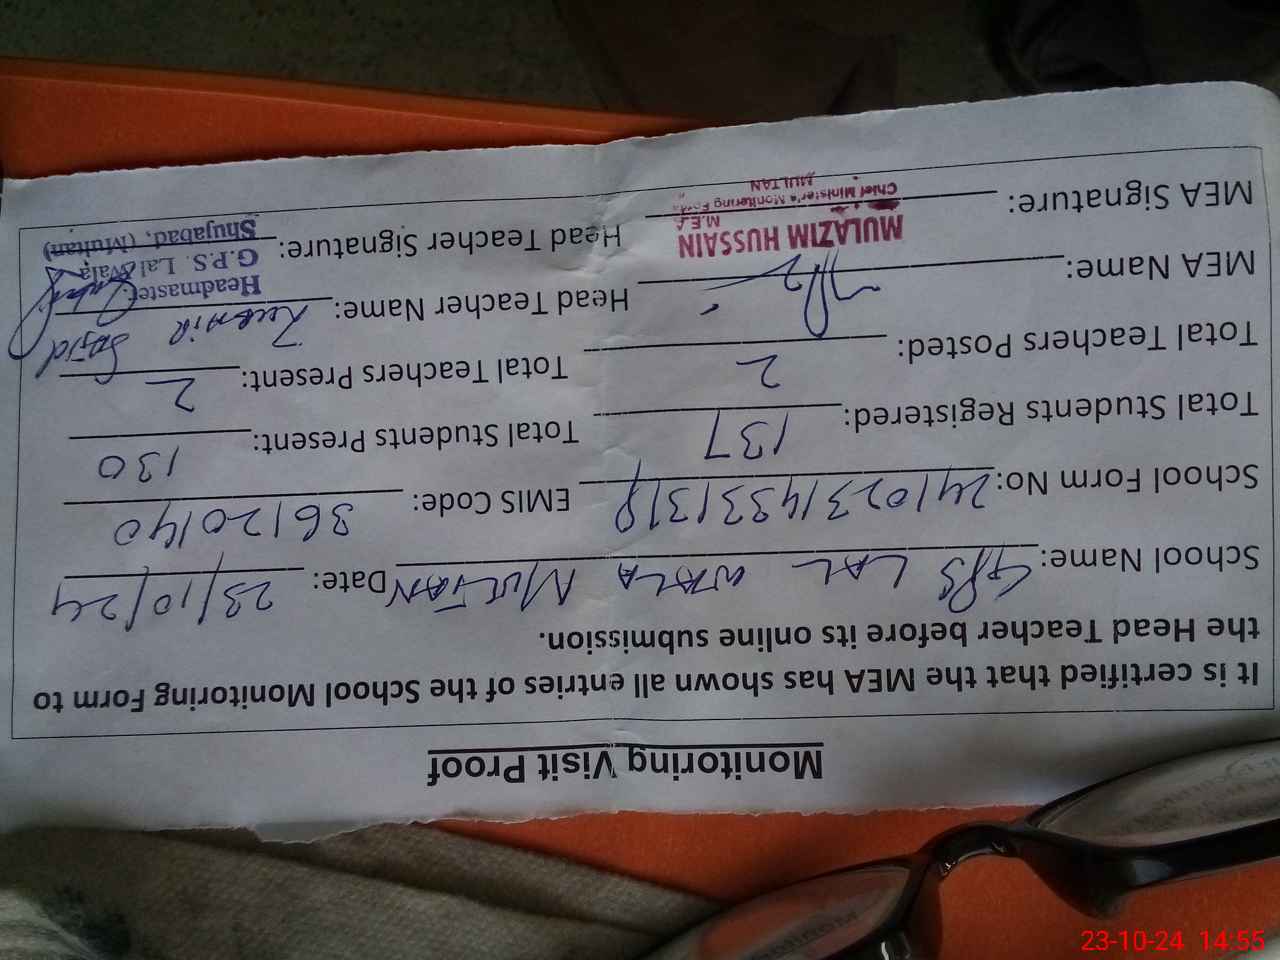 Monitoring Visit Proof
It is certified that the MEA has shown all entries of the School Monitoring Form to
the Head Teacher before its online submission.
School Name: GPS LAL WALA MULTAN Date: 23/10/24
School Form No: EMIS Code: 36120140
Total Students Registered: 137 Total Students Present: 130
Total Teachers Posted: 2 Total Teachers Present: 2
MEA Name: Head Teacher Name: Zubair Sajid
MEA Signature: Head Teacher Signature:
MULAZIM HUSSAIN
M.E.A
Chief Minister's Monitoring Force
MULTAN
Headmaster
G.P.S. Lal Wala
Shujabad, (Multan)
23-10-24 14:55